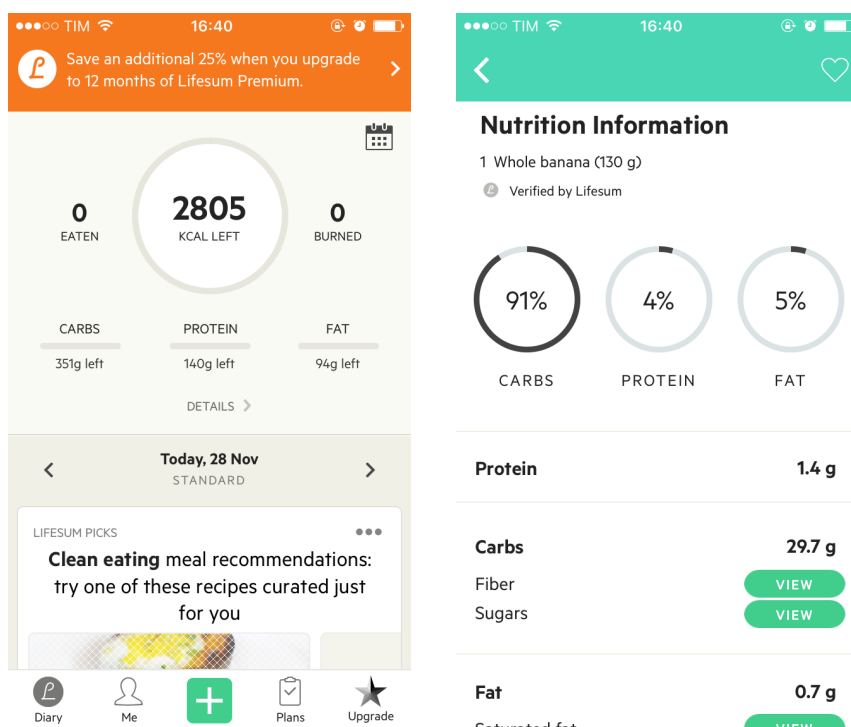 TIM 16:40
Save an additional 25% when you upgrade
to 12 months of Lifesum Premium.
0
EATEN
2805
KCAL LEFT
0
BURNED
CARBS PROTEIN FAT
351g left 140g left 94g left
DETAILS
Today, 28 Nov
STANDARD
LIFESUM PICKS
Clean eating meal recommendations:
try one of these recipes curated just
for you
Diary Me Plans Upgrade
TIM 16:40
Nutrition Information
1 Whole banana (130 g)
Verified by Lifesum
91% 4% 5%
CARBS PROTEIN FAT
Protein 1.4 g
Carbs 29.7 g
Fiber VIEW
Sugars VIEW
Fat 0.7 g
Saturated fat VIEW